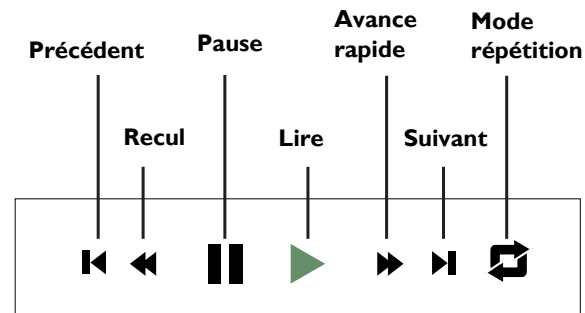 Précédent
Pause
Avance
rapide
Mode
répétition
Recul
Lire
Suivant